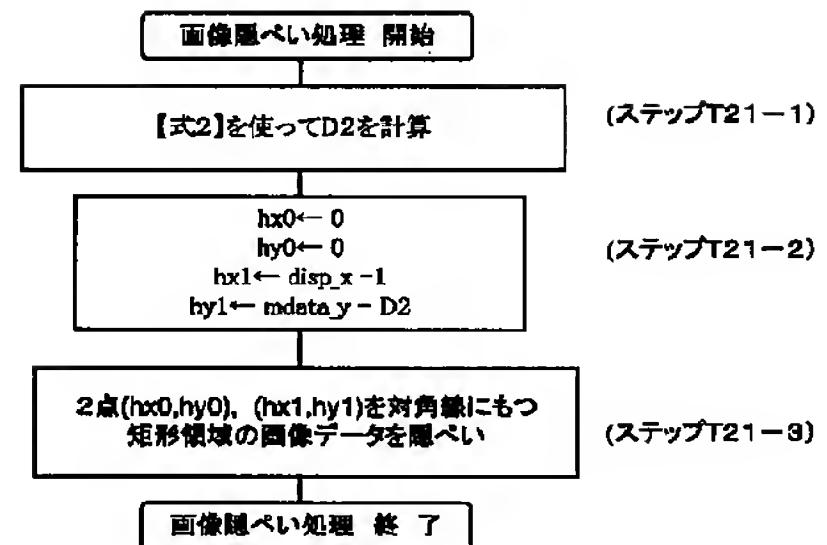 画像隠ぺい処理 開始
【式2】を使ってD2を計算
(ステップT21-1)
hx0← 0
hy0← 0
hx1← disp_x -1
hy1← mdata_y - D2
(ステップT21-2)
2点(hx0,hy0), (hx1,hy1)を対角線にもつ
矩形領域の画像データを隠ぺい
(ステップT21-3)
画像隠ぺい処理 終 了